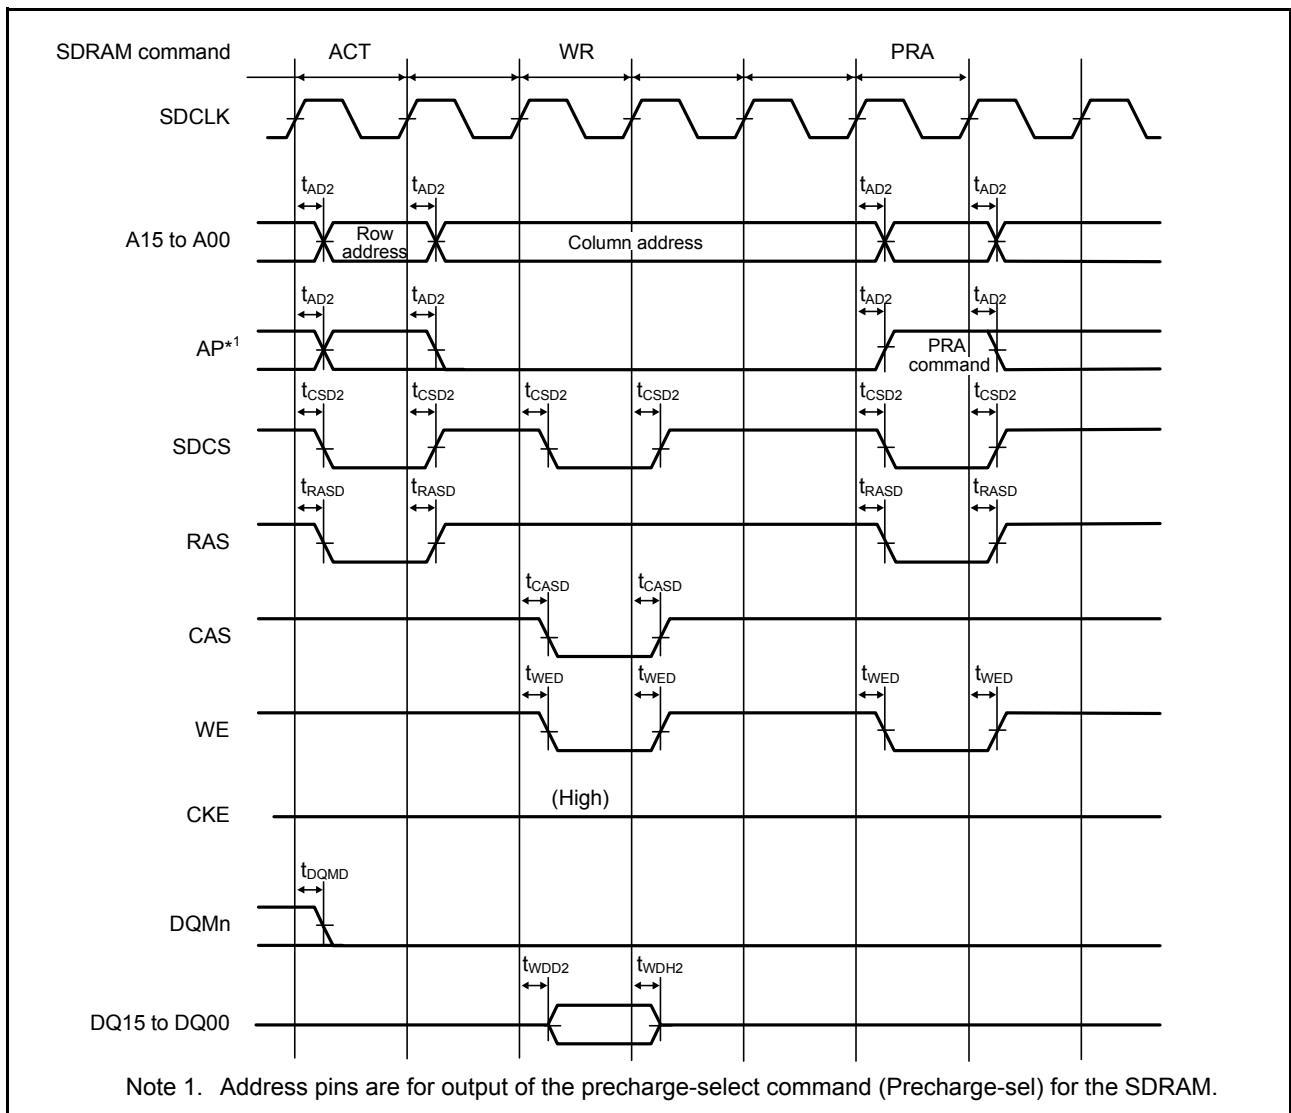 SDRAM command ACT WR PRA
SDCLK
tAD2 tAD2 tAD2 tAD2
A15 to A00 Row address Column address
tAD2 tAD2 tAD2 tAD2
AP*1 PRA command
tCSD2 tCSD2 tCSD2 tCSD2 tCSD2 tCSD2
SDCS
tRASD tRASD tRASD tRASD
RAS
tCASD tCASD
CAS
tWED tWED tWED tWED
WE
(High)
CKE
tDQMD
DQMn
tWDD2 tWDH2
DQ15 to DQ00
Note 1. Address pins are for output of the precharge-select command (Precharge-sel) for the SDRAM.